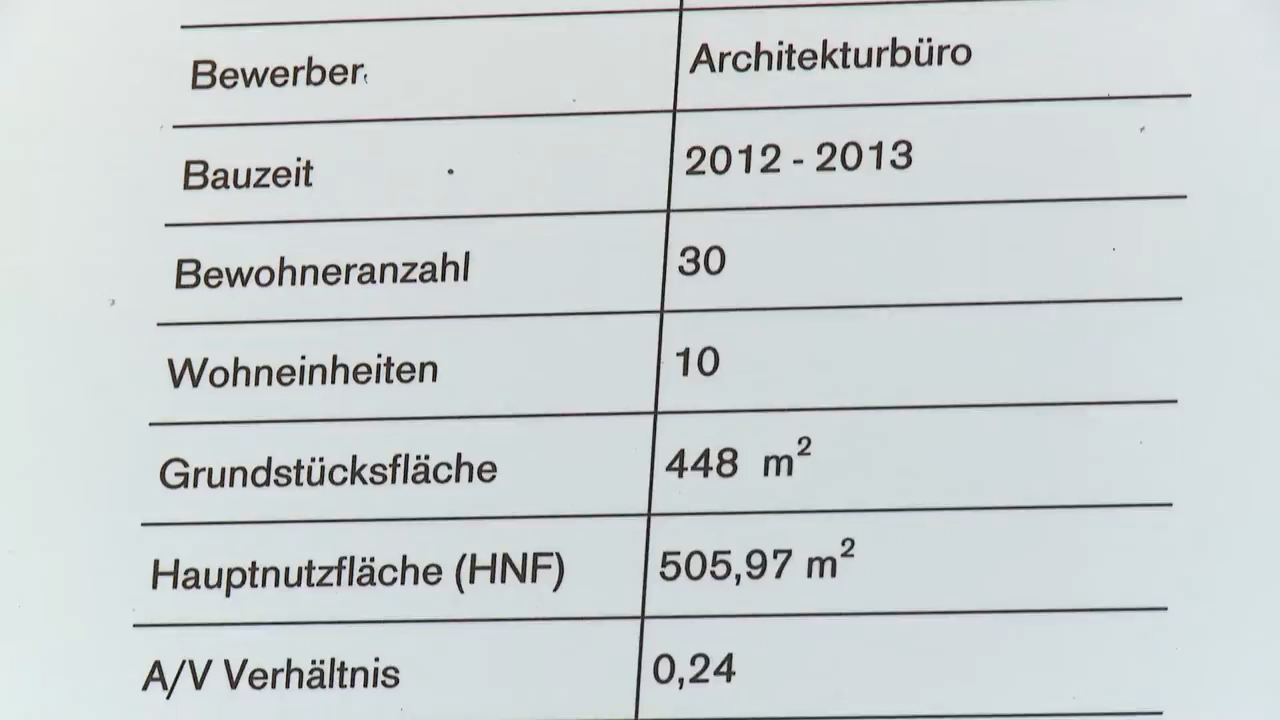 Bewerber Architekturbüro
Bauzeit 2012 - 2013
Bewohneranzahl 30
Wohneinheiten 10
Grundstücksfläche 448 m²
Hauptnutzfläche (HNF) 505,97 m²
A/V Verhältnis 0,24